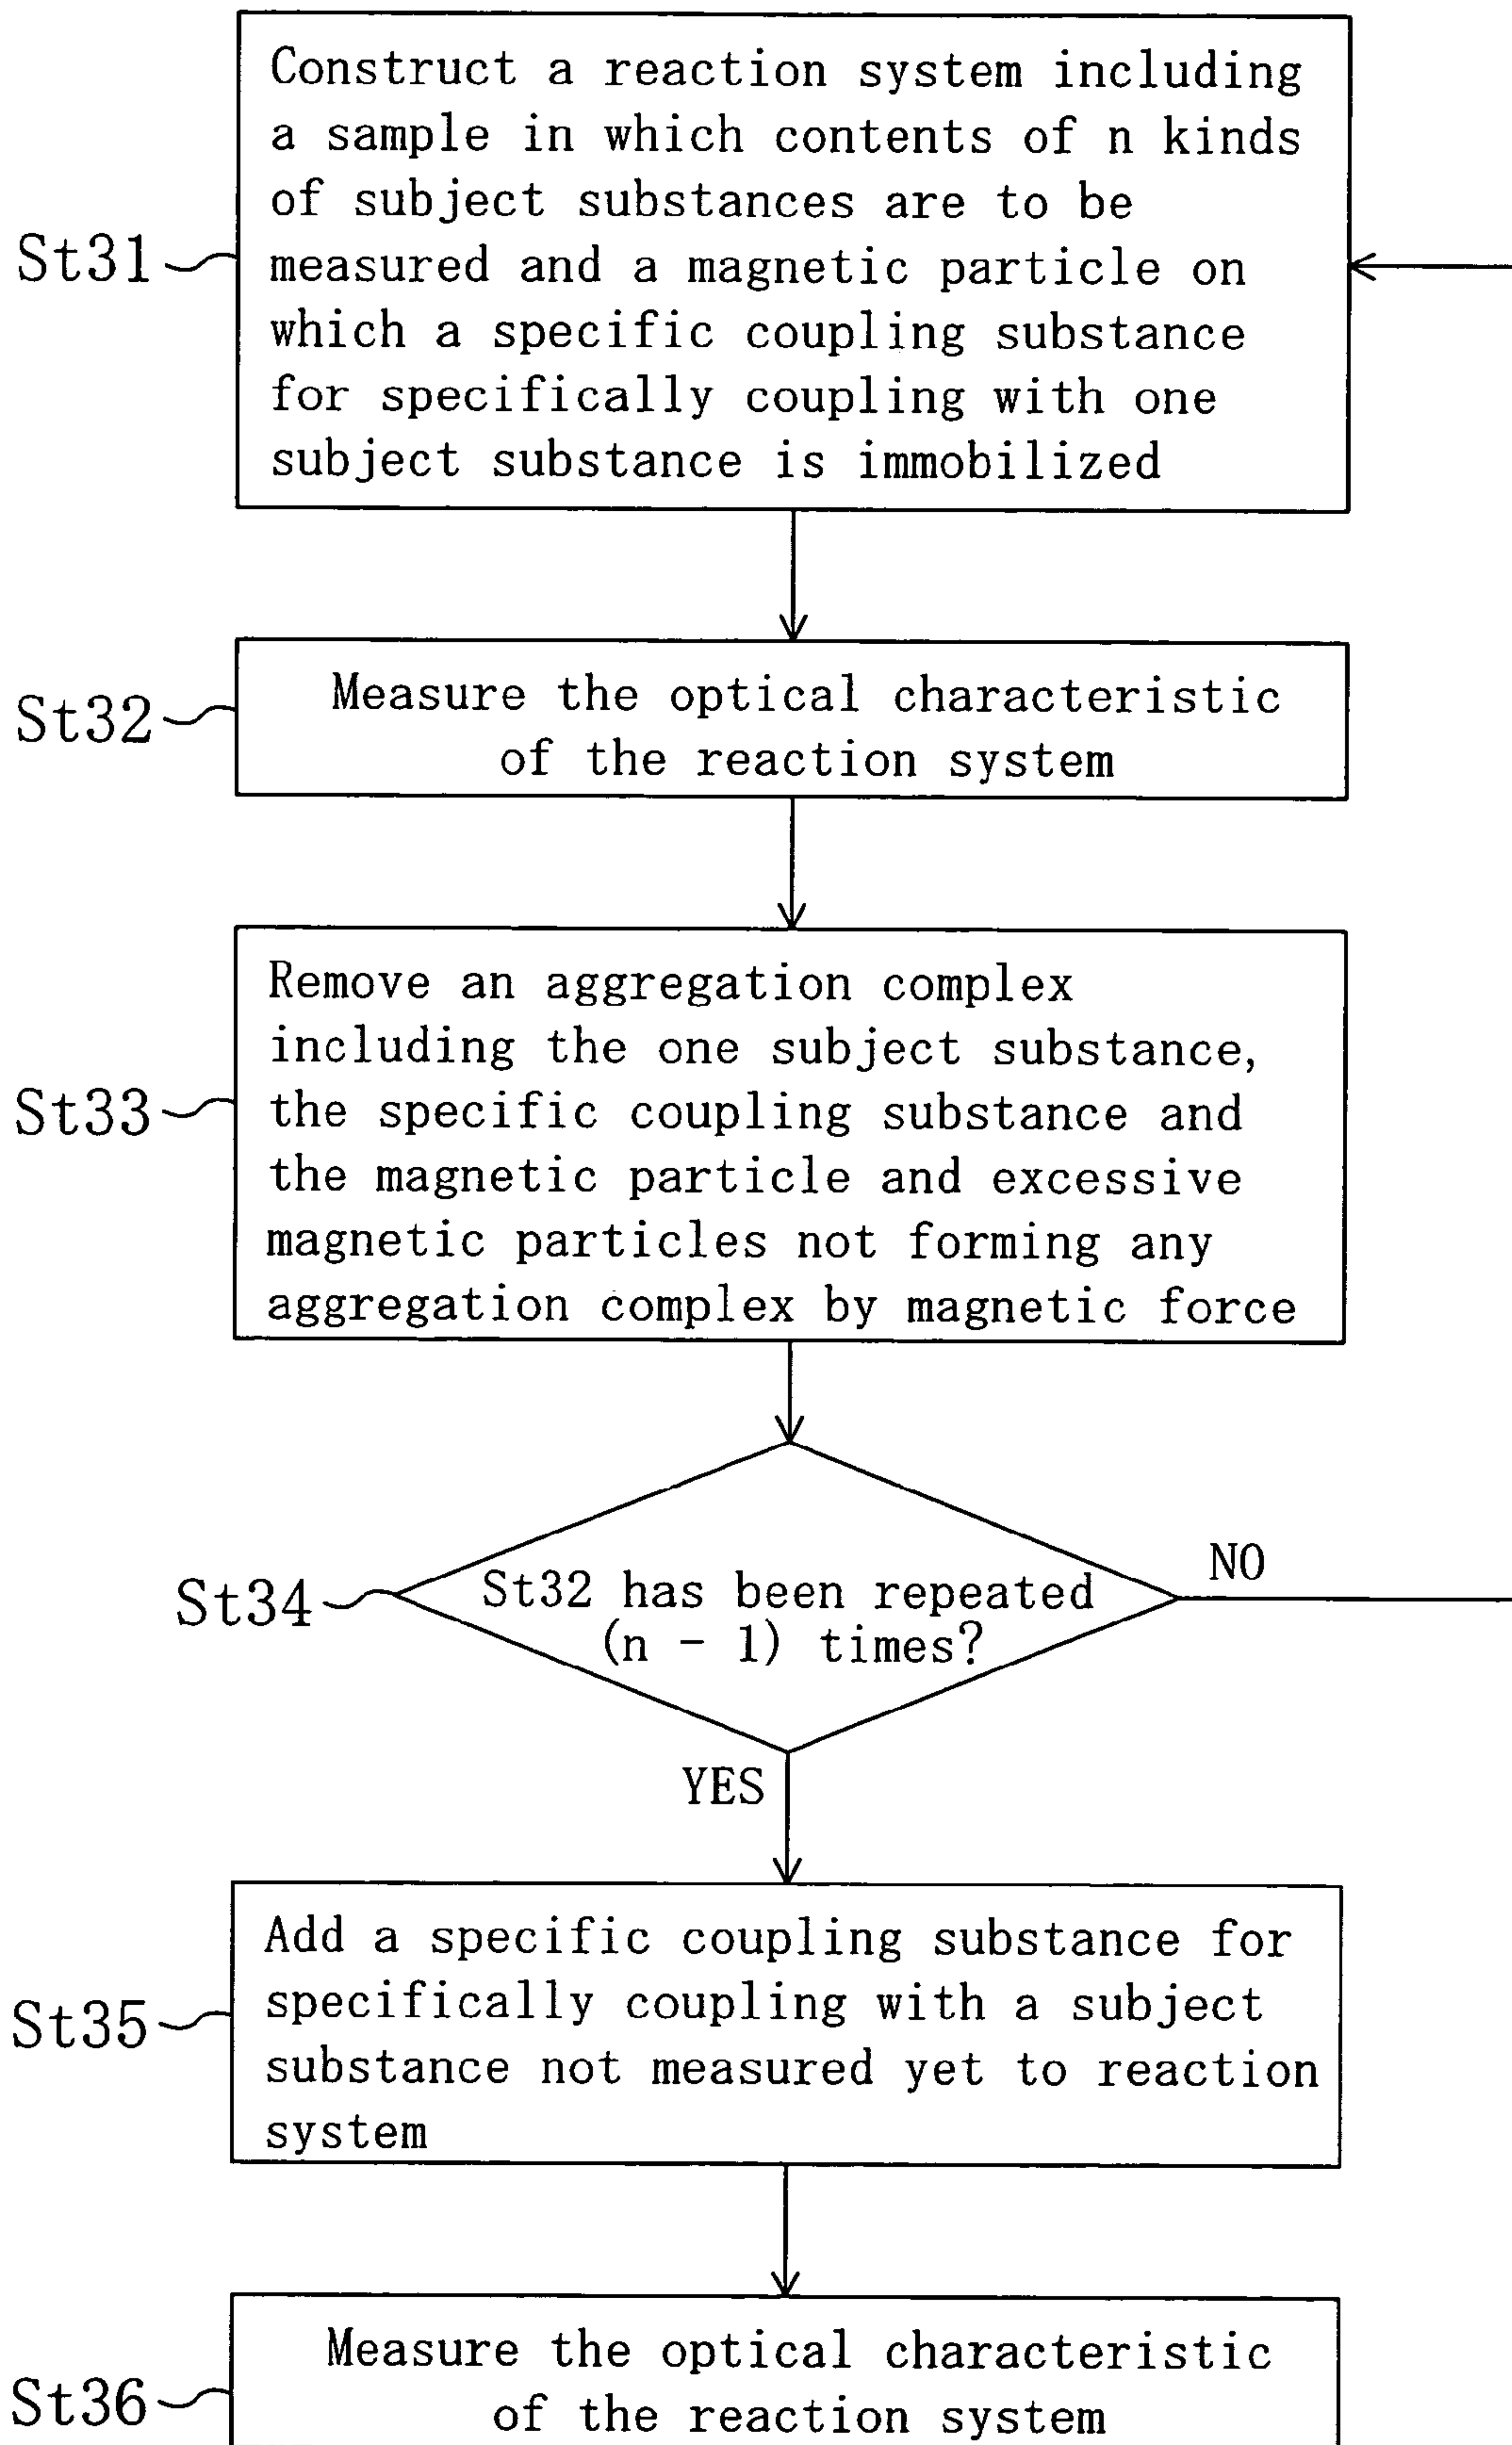 Construct a reaction system including
a sample in which contents of n kinds
of subject substances are to be
St31
measured and a magnetic particle on
which a specific coupling substance
for specifically coupling with one
subject substance is immobilized
St32
Measure the optical characteristic
of the reaction system
Remove an aggregation complex
including the one subject substance,
St33
the specific coupling substance and
the magnetic particle and excessive
magnetic particles not forming any
aggregation complex by magnetic force
St34
St32 has been repeated
(n - 1) times?
NO
YES
Add a specific coupling substance for
St35
specifically coupling with a subject
substance not measured yet to reaction
system
St36
Measure the optical characteristic
of the reaction system